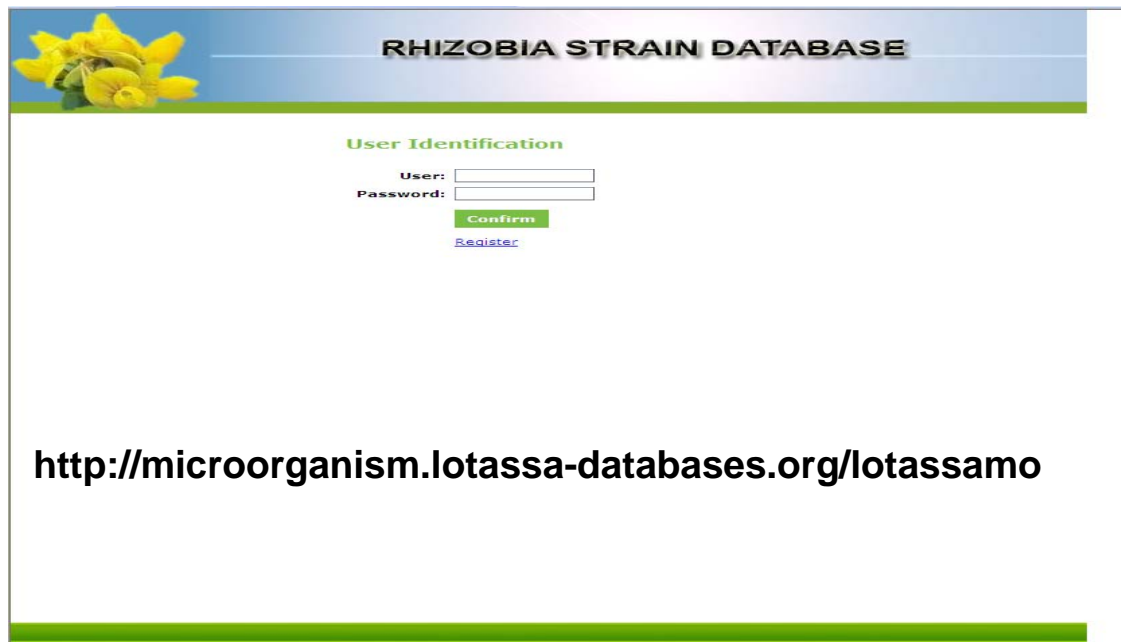 RHIZOBIA STRAIN DATABASE
User Identification
User:
Password:
Confirm
Register
http://microorganism.lotassa-databases.org/lotassamo